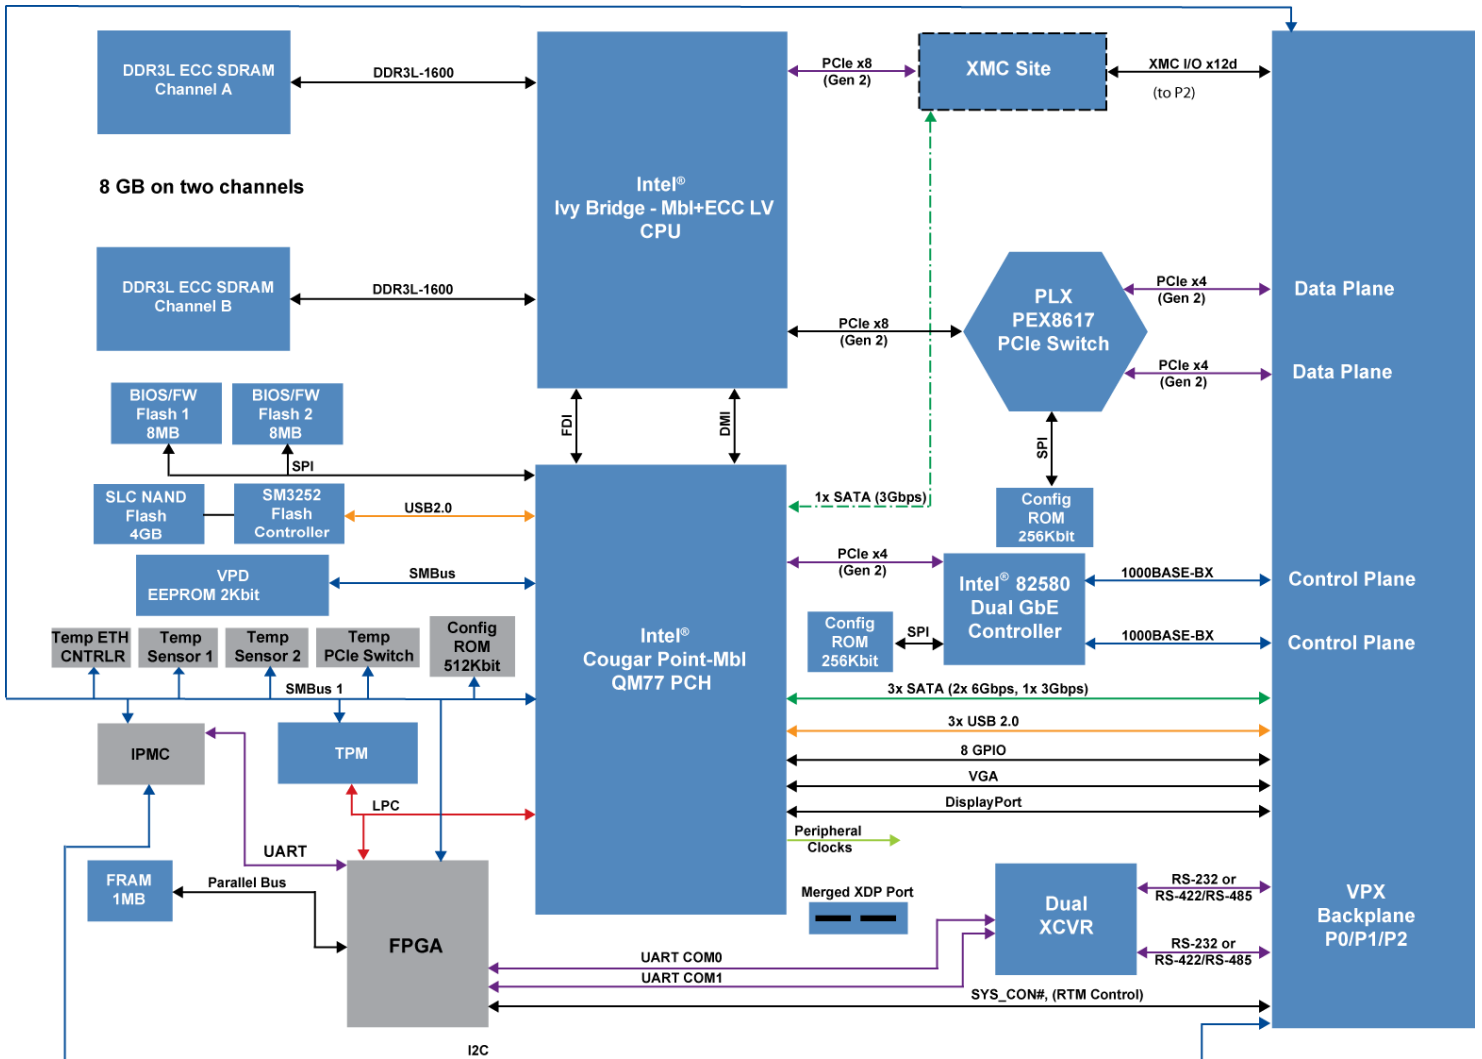 DDR3L ECC SDRAM
Channel A
DDR3L-1600
8 GB on two channels
DDR3L ECC SDRAM
Channel B
DDR3L-1600
Intel®
Ivy Bridge - Mbl+ECC LV
CPU
PCIe x8
(Gen 2)
XMC Site
XMC I/O x12d
(to P2)
PCIe x8
(Gen 2)
PLX
PEX8617
PCIe Switch
PCIe x4
(Gen 2)
Data Plane
PCIe x4
(Gen 2)
Data Plane
BIOS/FW
Flash 1
8MB
BIOS/FW
Flash 2
8MB
SPI
FDI
DMI
SPI
SLC NAND
Flash
4GB
SM3252
Flash
Controller
USB2.0
1x SATA (3Gbps)
Config
ROM
256Kbit
VPD
EEPROM 2Kbit
SMBus
PCIe x4
(Gen 2)
Intel® 82580
Dual GbE
Controller
1000BASE-BX
Control Plane
1000BASE-BX
Control Plane
Config
ROM
256Kbit
SPI
Temp ETH
CNTRLR
Temp
Sensor 1
Temp
Sensor 2
Temp
PCIe Switch
Config
ROM
512Kbit
SMBus 1
Intel®
Cougar Point-Mbl
QM77 PCH
3x SATA (2x 6Gbps, 1x 3Gbps)
3x USB 2.0
8 GPIO
VGA
DisplayPort
Peripheral
Clocks
IPMC
TPM
LPC
UART
FRAM
1MB
Parallel Bus
FPGA
Merged XDP Port
UART COM0
UART COM1
Dual
XCVR
RS-232 or
RS-422/RS-485
RS-232 or
RS-422/RS-485
VPX
Backplane
P0/P1/P2
SYS_CON#, (RTM Control)
I2C